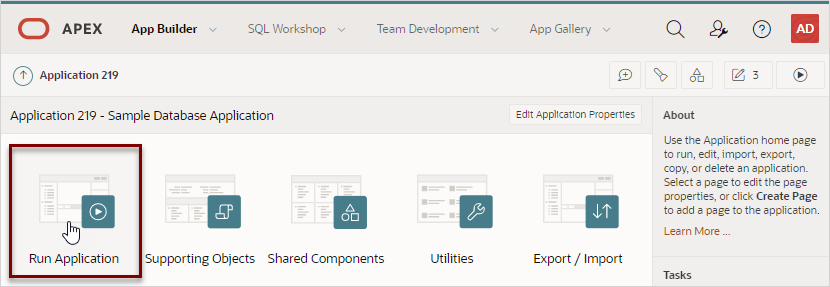 APEX App Builder SQL Workshop Team Development App Gallery AD
Application 219 3
Application 219 - Sample Database Application Edit Application Properties
Run Application Supporting Objects Shared Components Utilities Export / Import
About
Use the Application home page
to run, edit, import, export,
copy, or delete an application.
Select a page to edit the page
properties, or click Create Page
to add a page to the application.
Learn More ...
Tasks